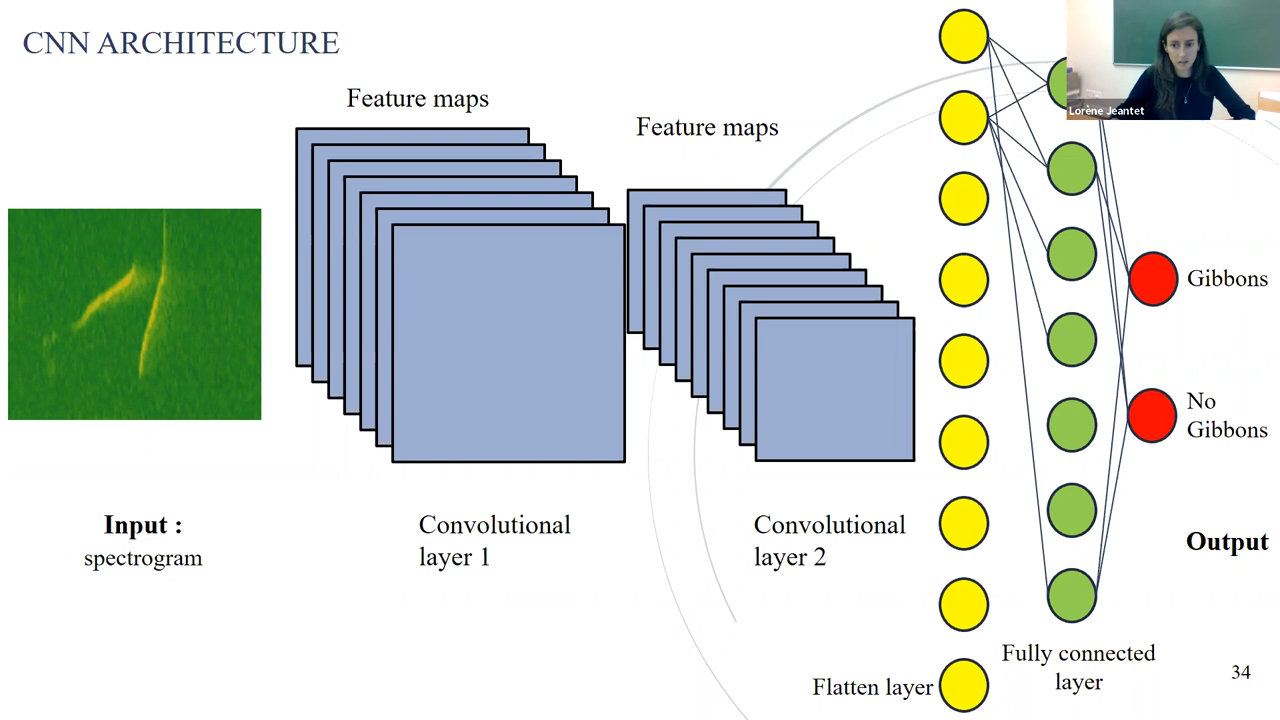 CNN ARCHITECTURE
Feature maps
Feature maps
Lorène Jeantet
Gibbons
No
Gibbons
Input :
spectrogram
Convolutional
layer 1
Convolutional
layer 2
Output
Fully connected
layer
Flatten layer
34